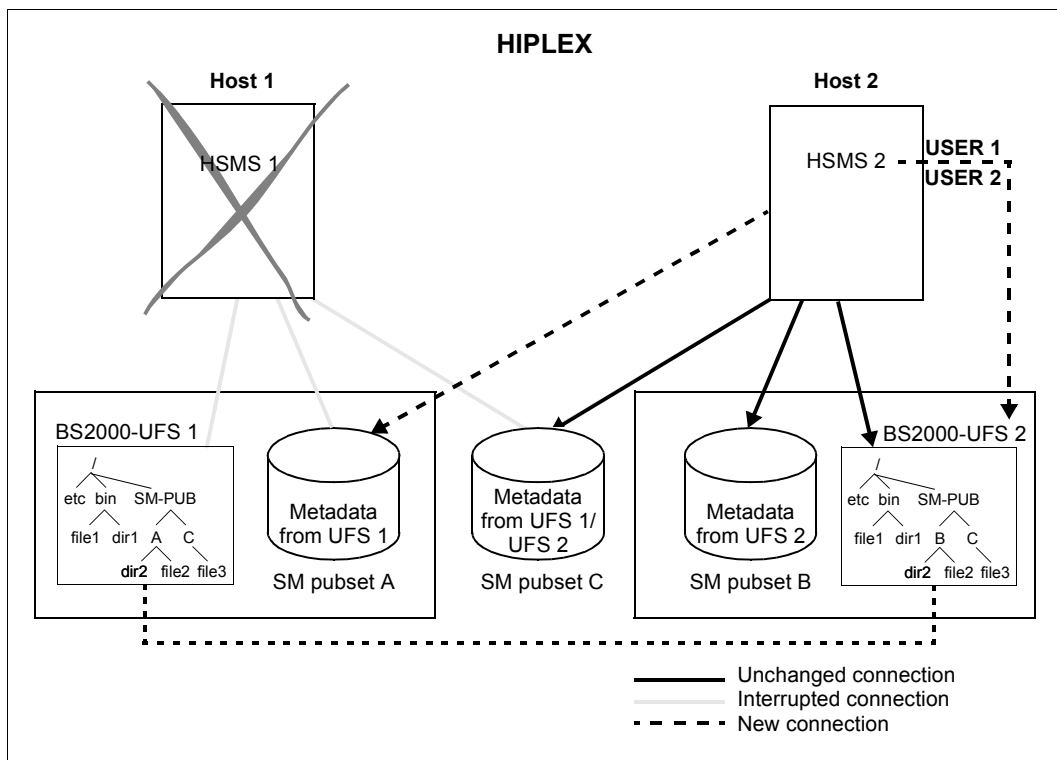 HIPLEX
Host 1
Host 2
HSMS 1
HSMS 2
USER 1
USER 2
BS2000-UFS 1
/
etc bin SM-PUB
file1 dir1 A C
dir2 file2 file3
Metadata
from UFS 1
SM pubset A
Metadata
from UFS 1/
UFS 2
SM pubset C
Metadata
from UFS 2
SM pubset B
BS2000-UFS 2
/
etc bin SM-PUB
file1 dir1 B C
dir2 file2 file3
Unchanged connection
Interrupted connection
New connection